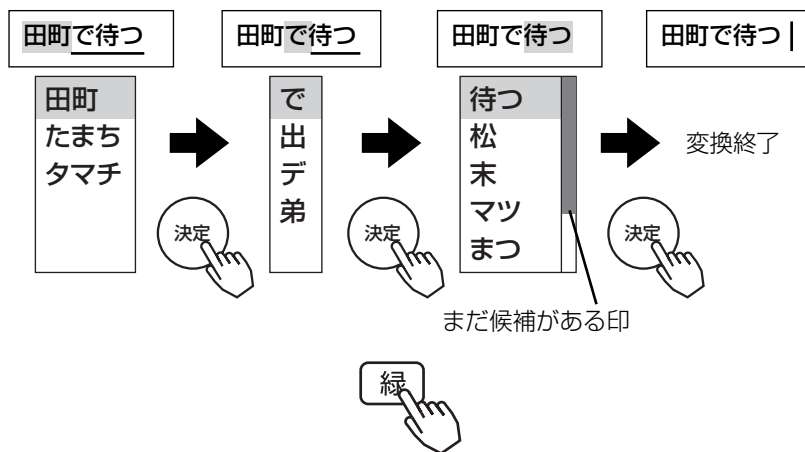 田町で待つ
田町で待つ
田町で待つ
田町で待つ
田町
たまち
タマチ
で
出
デ
弟
待つ
松
末
マツ
まつ
変換終了
決定
決定
決定
まだ候補がある印
緑